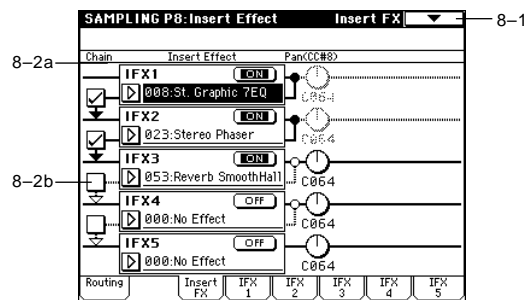 SAMPLING P8:Insert Effect Insert FX
8–1
8–2a
Chain Insert Effect Pan(CC#8)
IFX1 ON
008:St. Graphic 7EQ
C064
IFX2 ON
023:Stereo Phaser
C064
IFX3 ON
8–2b
053:Reverb SmoothHall
C064
IFX4 OFF
000:No Effect
C064
IFX5 OFF
000:No Effect
C064
Routing Insert FX IFX 1 IFX 2 IFX 3 IFX 4 IFX 5